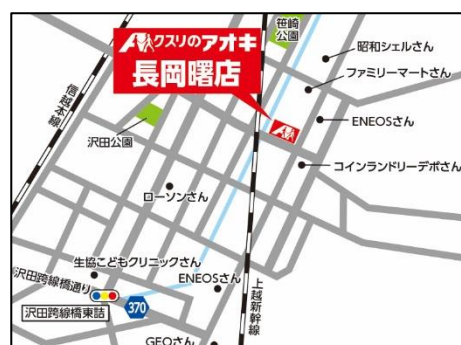 笹崎
公園
昭和シェルさん
クスリのアオキ
長岡曙店
ファミリーマートさん
信越本線
ENEOSさん
沢田公園
コインランドリーデポさん
ローソンさん
生協こどもクリニックさん
沢田跨線橋通り
ENEOSさん
上越新幹線
370
沢田跨線橋東詰
GEOさん